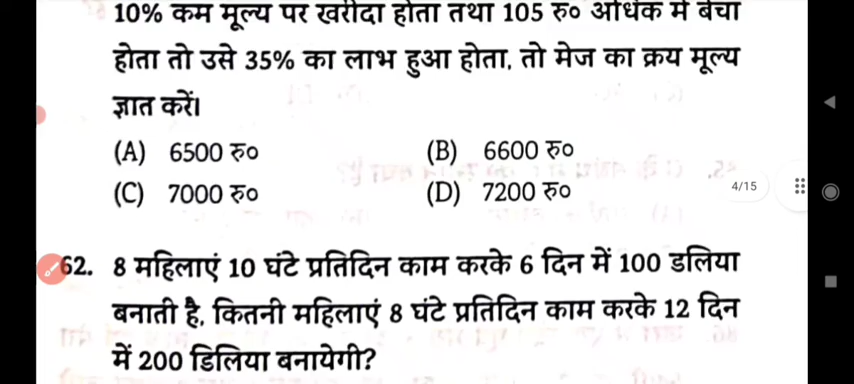 10% कम मूल्य पर खरीदा होता तथा 105 रु० अधिक में बेचा
होता तो उसे 35% का लाभ हुआ होता, तो मेज का क्रय मूल्य
ज्ञात करें।
(A) 6500 रु० (B) 6600 रु०
(C) 7000 रु० (D) 7200 रु०
4/15
62. 8 महिलाएं 10 घंटे प्रतिदिन काम करके 6 दिन में 100 डलिया
बनाती है, कितनी महिलाएं 8 घंटे प्रतिदिन काम करके 12 दिन
में 200 डिलिया बनायेगी?